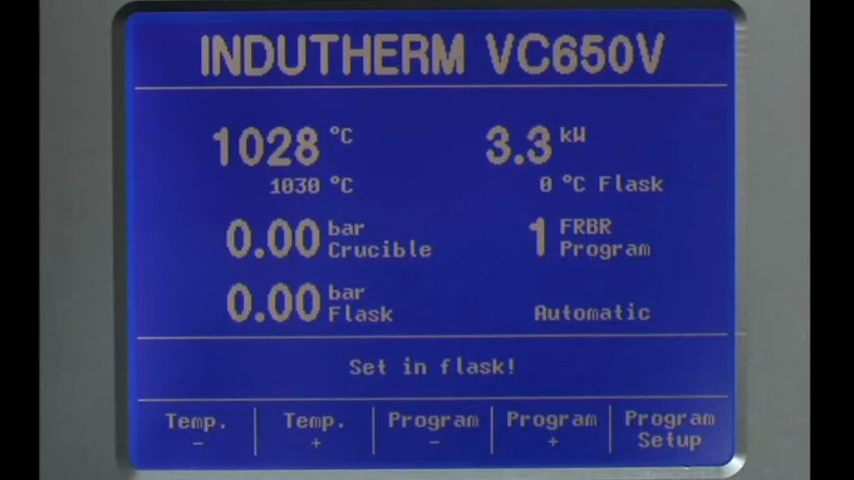 INDUTHERM VC650V
1028 °C 3.3 kW
1030 °C 0 °C Flask
0.00 bar Crucible 1 FRBR Program
0.00 bar Flask Automatic
Set in flask!
Temp. - Temp. + Program - Program + Program Setup